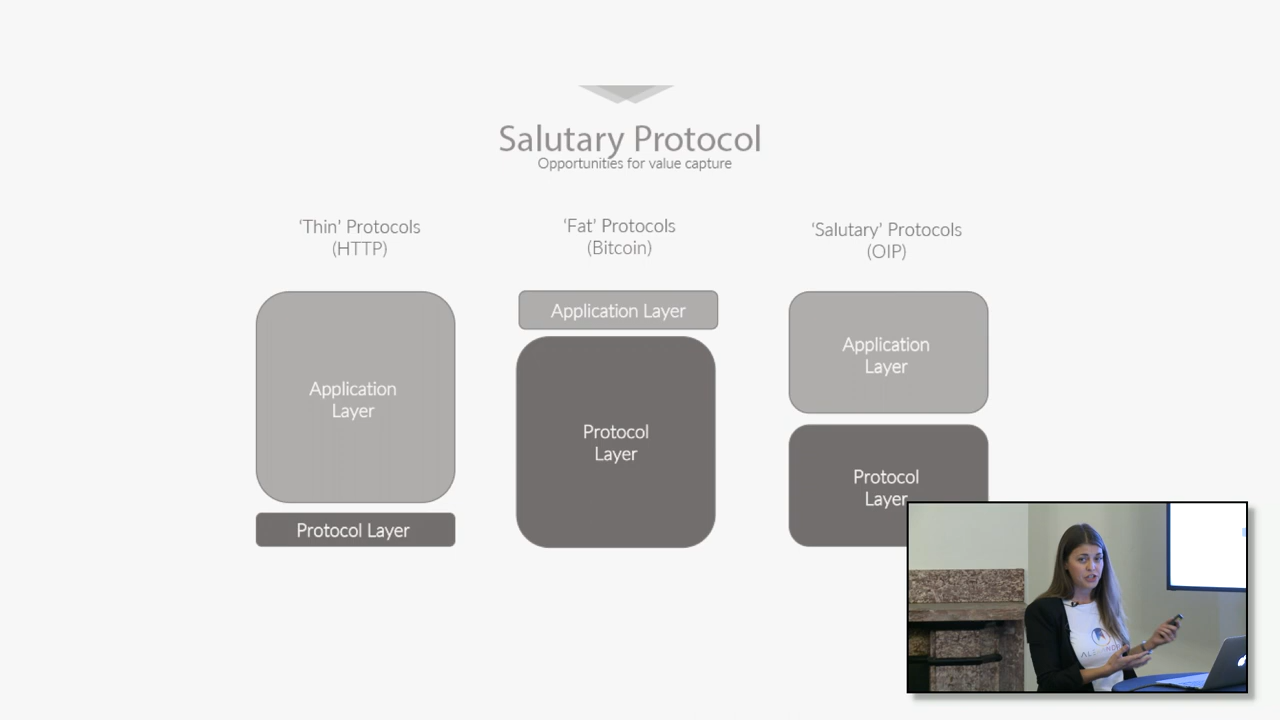 Salutary Protocol
Opportunities for value capture
‘Thin’ Protocols
(HTTP)
‘Fat’ Protocols
(Bitcoin)
‘Salutary’ Protocols
(OIP)
Application
Layer
Protocol Layer
Application Layer
Protocol
Layer
Application
Layer
Protocol
Layer